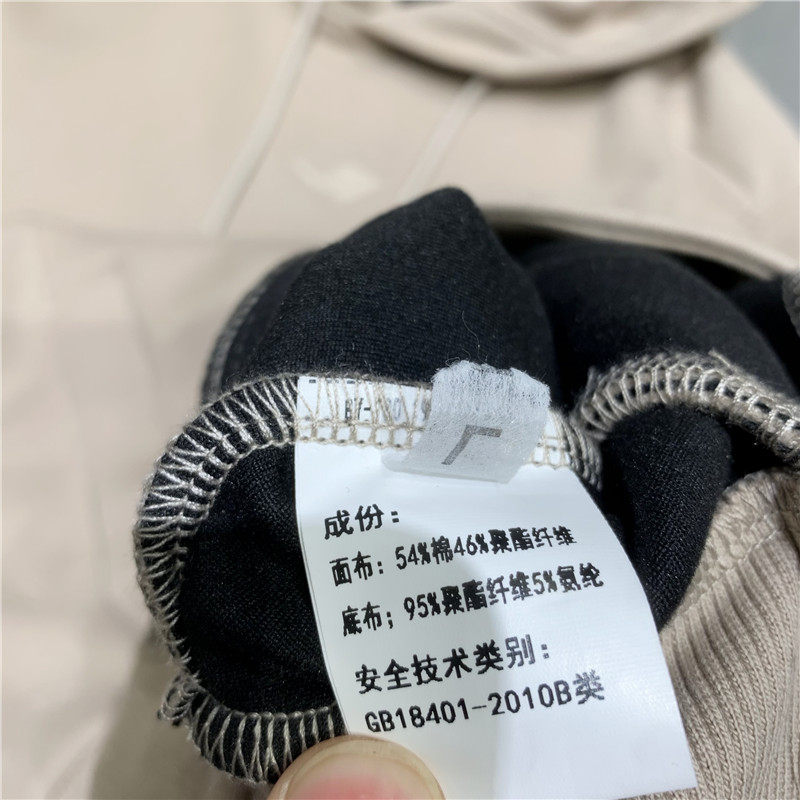 L
成份:
面布: 54%棉46%聚酯纤维
底布; 95%聚酯纤维5%氨纶
安全技术类别:
GB18401-2010B类